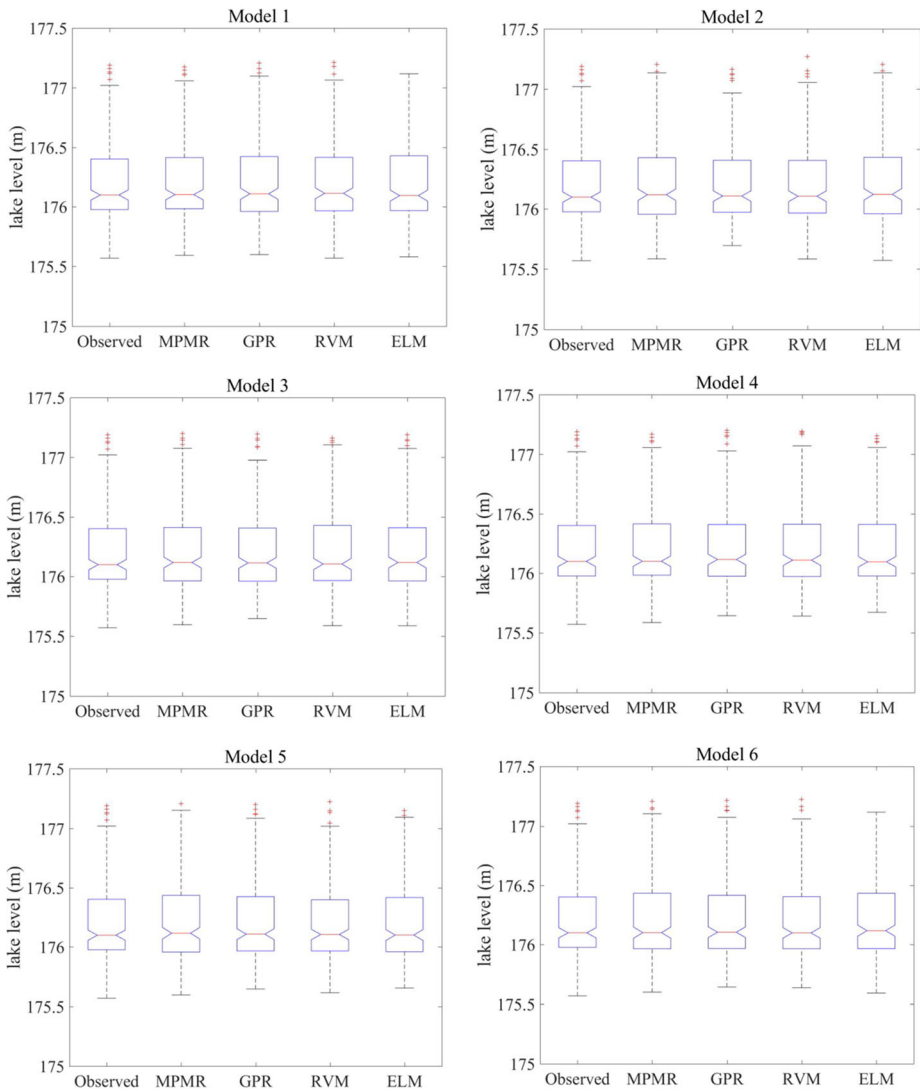 Model 1
177.5
177
176.5
176
175.5
175
lake level (m)
Observed MPMR GPR RVM ELM
Model 2
177.5
177
176.5
176
175.5
175
lake level (m)
Observed MPMR GPR RVM ELM
Model 3
177.5
177
176.5
176
175.5
175
lake level (m)
Observed MPMR GPR RVM ELM
Model 4
177.5
177
176.5
176
175.5
175
lake level (m)
Observed MPMR GPR RVM ELM
Model 5
177.5
177
176.5
176
175.5
175
lake level (m)
Observed MPMR GPR RVM ELM
Model 6
177.5
177
176.5
176
175.5
175
lake level (m)
Observed MPMR GPR RVM ELM